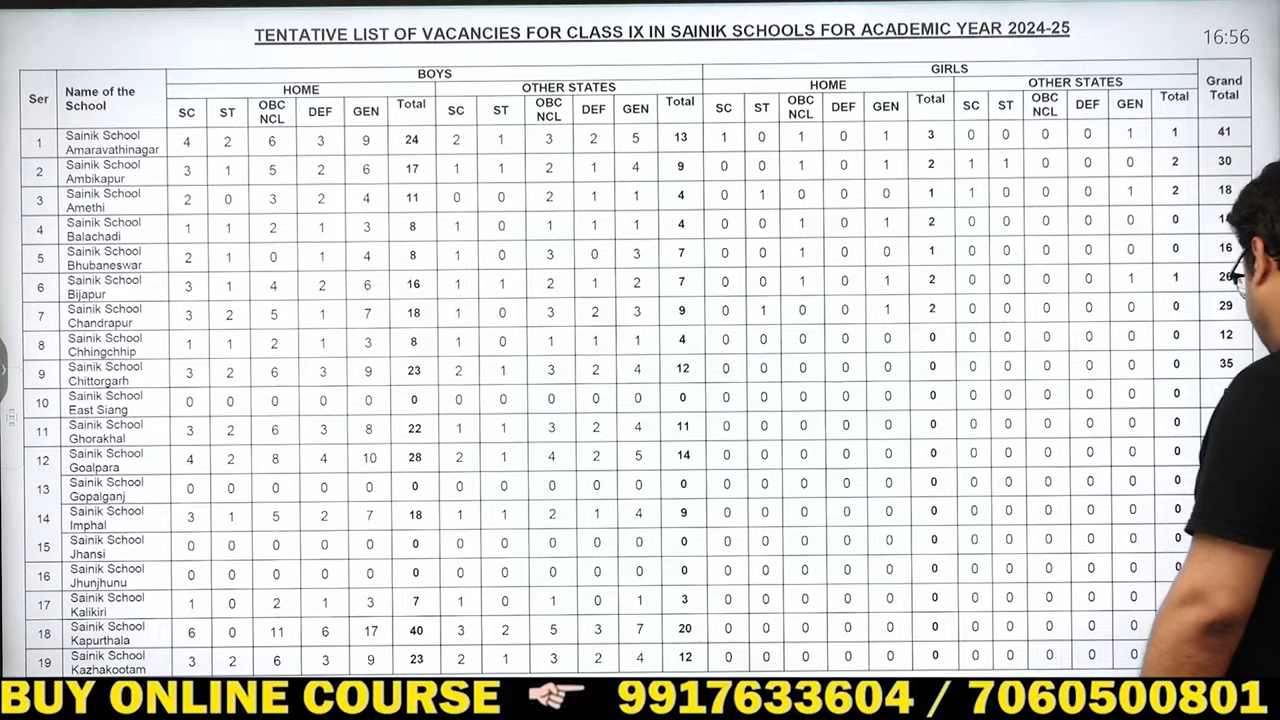 TENTATIVE LIST OF VACANCIES FOR CLASS IX IN SAINIK SCHOOLS FOR ACADEMIC YEAR 2024-25
16:56
Ser Name of the School BOYS GIRLS Grand Total
HOME OTHER STATES HOME OTHER STATES
SC ST OBC NCL DEF GEN Total SC ST OBC NCL DEF GEN Total SC ST OBC NCL DEF GEN Total SC ST OBC NCL DEF GEN Total
1 Sainik School Amaravathinagar 4 2 6 3 9 24 2 1 3 2 5 13 1 0 1 0 1 3 0 0 0 0 1 1 41
2 Sainik School Ambikapur 3 1 5 2 6 17 1 1 2 1 4 9 0 0 1 0 1 2 1 1 0 0 0 2 30
3 Sainik School Amethi 2 0 3 2 4 11 0 0 2 1 1 4 0 1 0 0 0 1 1 0 0 0 1 2 18
4 Sainik School Balachadi 1 1 2 1 3 8 1 0 1 1 1 4 0 0 1 0 1 2 0 0 0 0 0 0
5 Sainik School Bhubaneswar 2 1 0 1 4 8 1 0 3 0 3 7 0 0 1 0 0 1 0 0 0 0 0 0 16
6 Sainik School Bijapur 3 1 4 2 6 16 1 1 2 1 2 7 0 0 1 0 1 2 0 0 0 0 1 1 26
7 Sainik School Chandrapur 3 2 5 1 7 18 1 0 3 2 3 9 0 1 0 0 1 2 0 0 0 0 0 0 29
8 Sainik School Chhingchhip 1 1 2 1 3 8 1 0 1 1 1 4 0 0 0 0 0 0 0 0 0 0 0 0 12
9 Sainik School Chittorgarh 3 2 6 3 9 23 2 1 3 2 4 12 0 0 0 0 0 0 0 0 0 0 0 0 35
10 Sainik School East Siang 0 0 0 0 0 0 0 0 0 0 0 0 0 0 0 0 0 0 0 0 0 0 0 0
11 Sainik School Ghorakhal 3 2 6 3 8 22 1 1 3 2 4 11 0 0 0 0 0 0 0 0 0 0 0 0
12 Sainik School Goalpara 4 2 8 4 10 28 2 1 4 2 5 14 0 0 0 0 0 0 0 0 0 0 0 0
13 Sainik School Gopalganj 0 0 0 0 0 0 0 0 0 0 0 0 0 0 0 0 0 0 0 0 0 0 0 0
14 Sainik School Imphal 3 1 5 2 7 18 1 1 2 1 4 9 0 0 0 0 0 0 0 0 0 0 0 0
15 Sainik School Jhansi 0 0 0 0 0 0 0 0 0 0 0 0 0 0 0 0 0 0 0 0 0 0 0 0
16 Sainik School Jhunjhunu 0 0 0 0 0 0 0 0 0 0 0 0 0 0 0 0 0 0 0 0 0 0 0 0
17 Sainik School Kalikiri 1 0 2 1 3 7 1 0 1 0 1 3 0 0 0 0 0 0 0 0 0 0 0
18 Sainik School Kapurthala 6 0 11 6 17 40 3 2 5 3 7 20 0 0 0 0 0 0 0 0 0 0 0
19 Sainik School Kazhakootam 3 2 6 3 9 23 2 1 3 2 4 12 0 0 0 0 0 0 0 0 0 0 0
BUY ONLINE COURSE 9917633604 / 7060500801